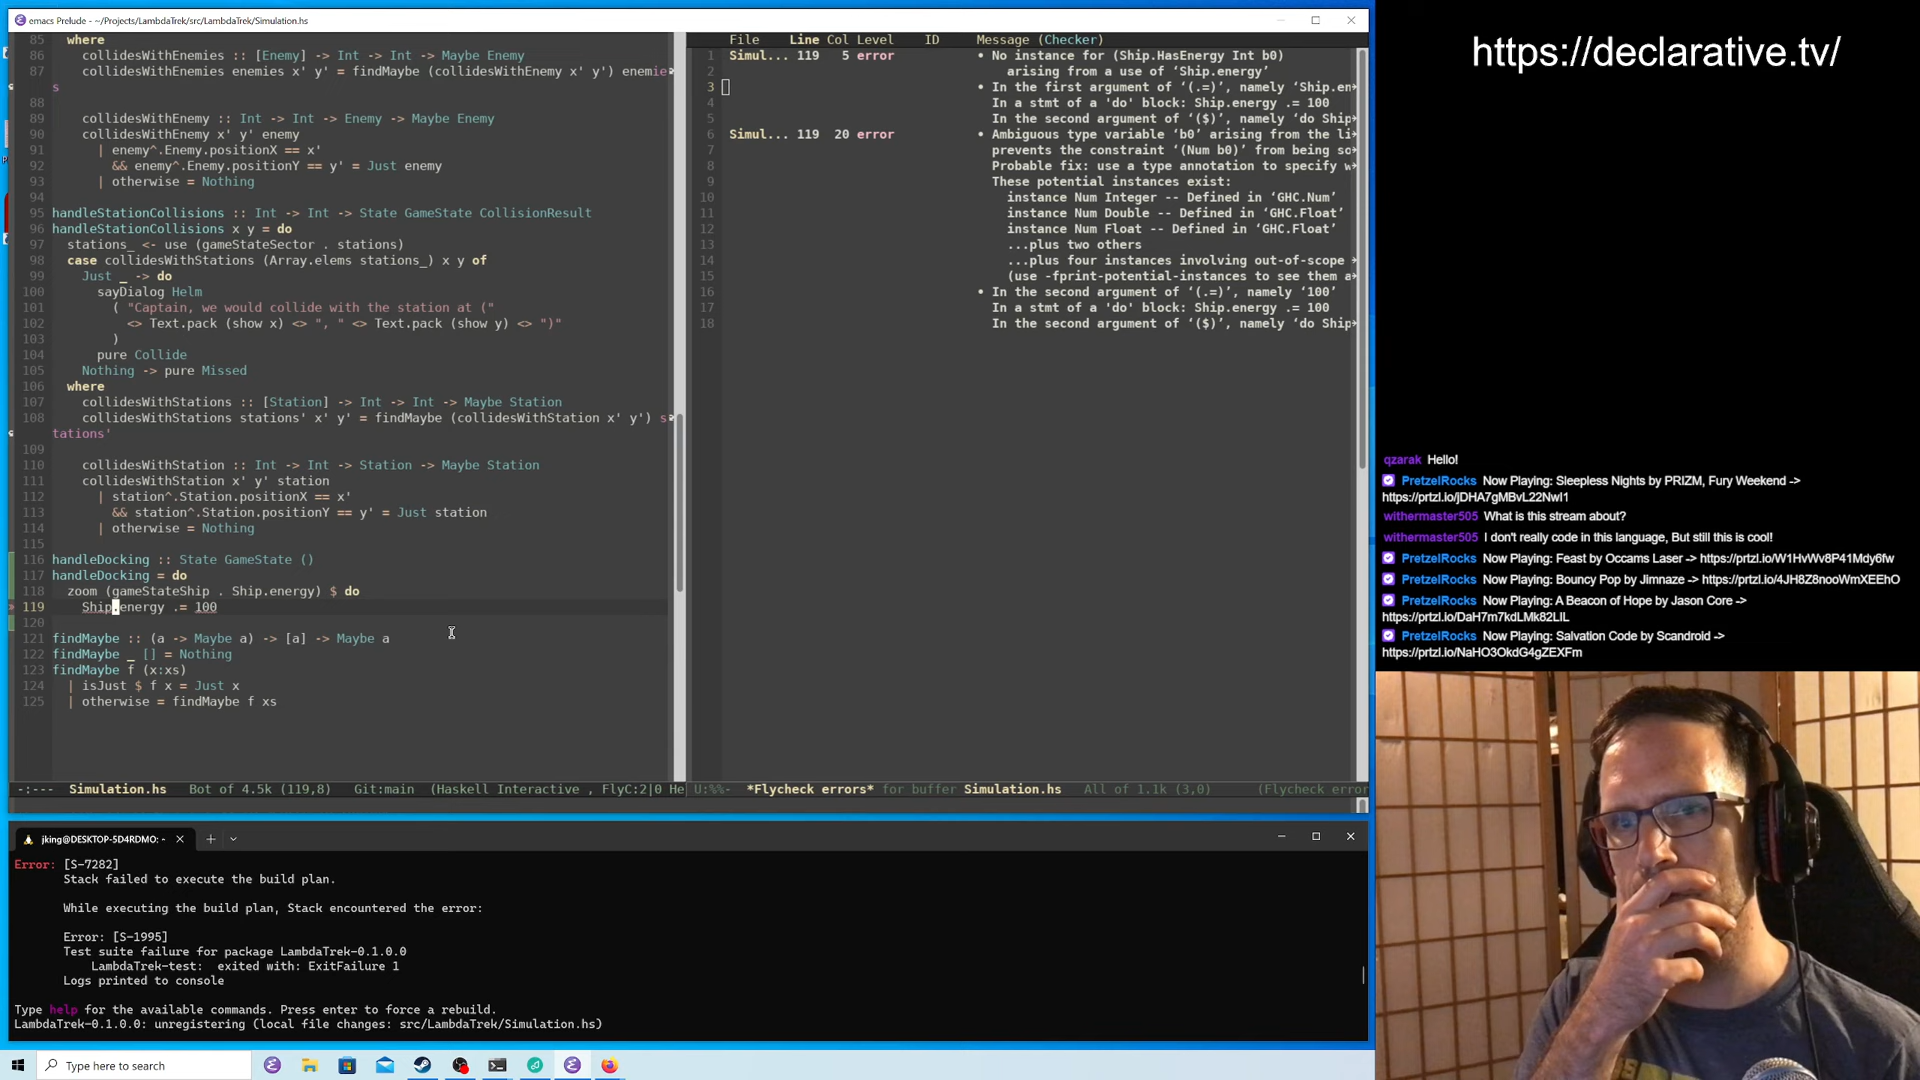 emacs Prelude - ~/Projects/LambdaTrek/src/LambdaTrek/Simulation.hs
85   where
86     collidesWithEnemies :: [Enemy] -> Int -> Int -> Maybe Enemy
87     collidesWithEnemies enemies x' y' = findMaybe (collidesWithEnemy x' y') enemie
s
88
89     collidesWithEnemy :: Int -> Int -> Enemy -> Maybe Enemy
90     collidesWithEnemy x' y' enemy
91       | enemy^.Enemy.positionX == x'
92         && enemy^.Enemy.positionY == y' = Just enemy
93       | otherwise = Nothing
94
95 handleStationCollisions :: Int -> Int -> State GameState CollisionResult
96 handleStationCollisions x y = do
97   stations_ <- use (gameStateSector . stations)
98   case collidesWithStations (Array.elems stations_) x y of
99     Just _ -> do
100       sayDialog Helm
101         ( "Captain, we would collide with the station at ("
102           <> Text.pack (show x) <> ", " <> Text.pack (show y) <> ")"
103         )
104       pure Collide
105     Nothing -> pure Missed
106   where
107     collidesWithStations :: [Station] -> Int -> Int -> Maybe Station
108     collidesWithStations stations' x' y' = findMaybe (collidesWithStation x' y') s
tations'
109
110     collidesWithStation :: Int -> Int -> Station -> Maybe Station
111     collidesWithStation x' y' station
112       | station^.Station.positionX == x'
113         && station^.Station.positionY == y' = Just station
114       | otherwise = Nothing
115
116 handleDocking :: State GameState ()
117 handleDocking = do
118   zoom (gameStateShip . Ship.energy) $ do
119     Ship.energy .= 100
120
121 findMaybe :: (a -> Maybe a) -> [a] -> Maybe a
122 findMaybe _ [] = Nothing
123 findMaybe f (x:xs)
124   | isJust $ f x = Just x
125   | otherwise = findMaybe f xs
-:--- Simulation.hs Bot of 4.5k (119,8) Git:main (Haskell Interactive , FlyC:2|0 He
File Line Col Level ID Message (Checker)
1 Simul... 119 5 error • No instance for (Ship.HasEnergy Int b0)
2 arising from a use of ‘Ship.energy’
3 • In the first argument of ‘(.=)’, namely ‘Ship.en
4 In a stmt of a 'do' block: Ship.energy .= 100
5 In the second argument of ‘($)’, namely ‘do Ship
6 Simul... 119 20 error • Ambiguous type variable ‘b0’ arising from the li
7 prevents the constraint ‘(Num b0)’ from being so
8 Probable fix: use a type annotation to specify w
9 These potential instances exist:
10 instance Num Integer -- Defined in ‘GHC.Num’
11 instance Num Double -- Defined in ‘GHC.Float’
12 instance Num Float -- Defined in ‘GHC.Float’
13 ...plus two others
14 ...plus four instances involving out-of-scope
15 (use -fprint-potential-instances to see them a
16 • In the second argument of ‘(.=)’, namely ‘100’
17 In a stmt of a 'do' block: Ship.energy .= 100
18 In the second argument of ‘($)’, namely ‘do Ship
U:%%- *Flycheck errors* for buffer Simulation.hs All of 1.1k (3,0) (Flycheck error
jking@DESKTOP-5D4RDMO: ~
Error: [S-7282]
Stack failed to execute the build plan.
While executing the build plan, Stack encountered the error:
Error: [S-1995]
Test suite failure for package LambdaTrek-0.1.0.0
LambdaTrek-test:  exited with: ExitFailure 1
Logs printed to console
Type help for the available commands. Press enter to force a rebuild.
LambdaTrek-0.1.0.0: unregistering (local file changes: src/LambdaTrek/Simulation.hs)
Type here to search
https://declarative.tv/
qzarak Hello!
PretzelRocks Now Playing: Sleepless Nights by PRIZM, Fury Weekend ->
https://prtzl.io/jDHA7gMBvL22NwI1
withermaster505 What is this stream about?
withermaster505 I don't really code in this language, But still this is cool!
PretzelRocks Now Playing: Feast by Occams Laser -> https://prtzl.io/W1HvWv8P41Mdy6fw
PretzelRocks Now Playing: Bouncy Pop by Jimnaze -> https://prtzl.io/4JH8Z8nooWmXEEhO
PretzelRocks Now Playing: A Beacon of Hope by Jason Core ->
https://prtzl.io/DaH7m7kdLMk82LIL
PretzelRocks Now Playing: Salvation Code by Scandroid ->
https://prtzl.io/NaHO3OkdG4gZEXFm